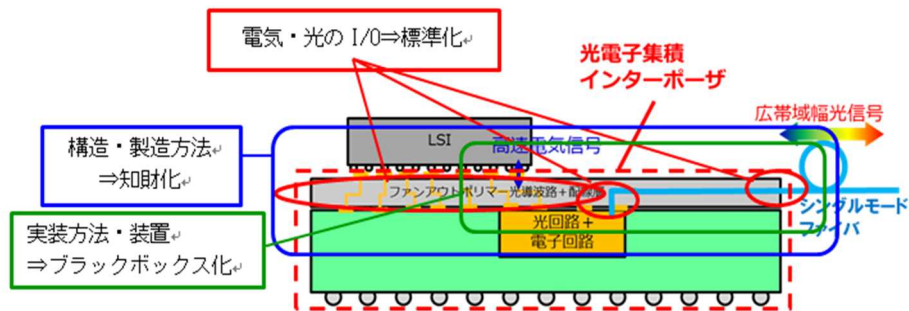 電気・光の I/O⇒標準化↵
光電子集積
インターポーザ
広帯域幅光信号
LSI
高速電気信号
構造・製造方法↵
⇒知財化↵
ファンアウトポリマー光導波路+配線層
シングルモード
ファイバ
光回路+
電子回路
実装方法・装置↵
⇒ブラックボックス化↵